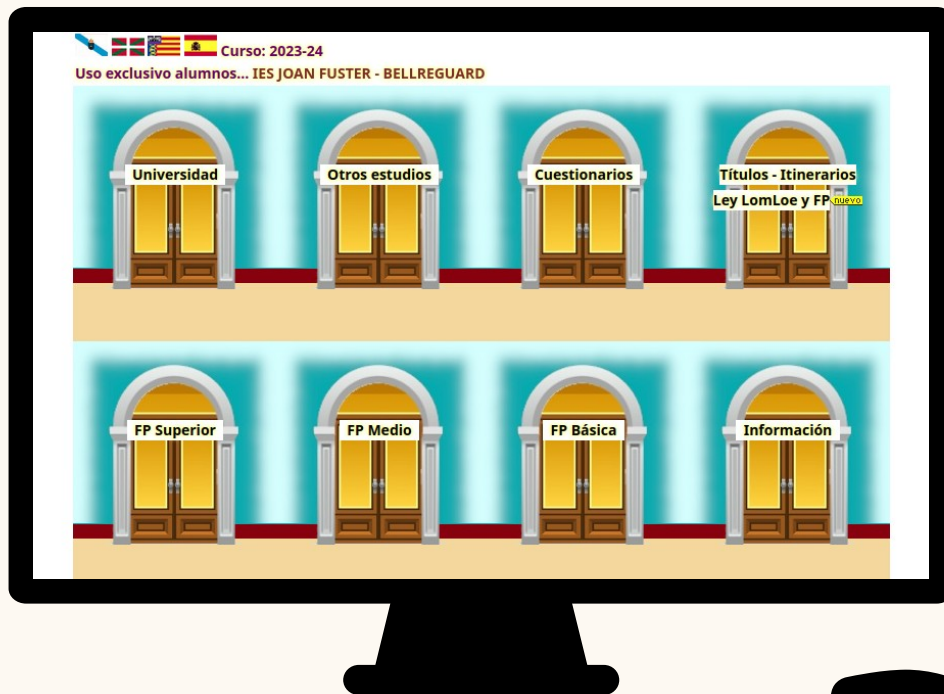 Curso: 2023-24
Uso exclusivo alumnos... IES JOAN FUSTER - BELLREGUARD
Universidad
Otros estudios
Cuestionarios
Títulos - Itinerarios
Ley LomLoe y FP nuevo
FP Superior
FP Medio
FP Básica
Información